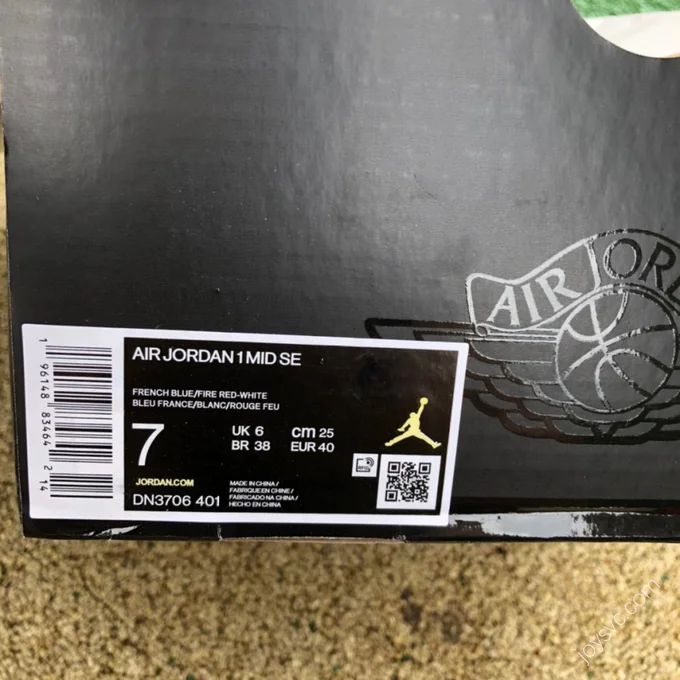 AIR JORDAN
AIR JORDAN 1 MID SE
FRENCH BLUE/FIRE RED-WHITE
BLEU FRANCE/BLANC/ROUGE FEU
7
UK 6
cm 25
BR 38
EUR 40
JORDAN.COM
DN3706 401
MADE IN CHINA /
FABRIQUE EN CHINE /
FABRICADO NA CHINA /
HECHO EN CHINA
1 96148 83464 2 14
joysvc.com